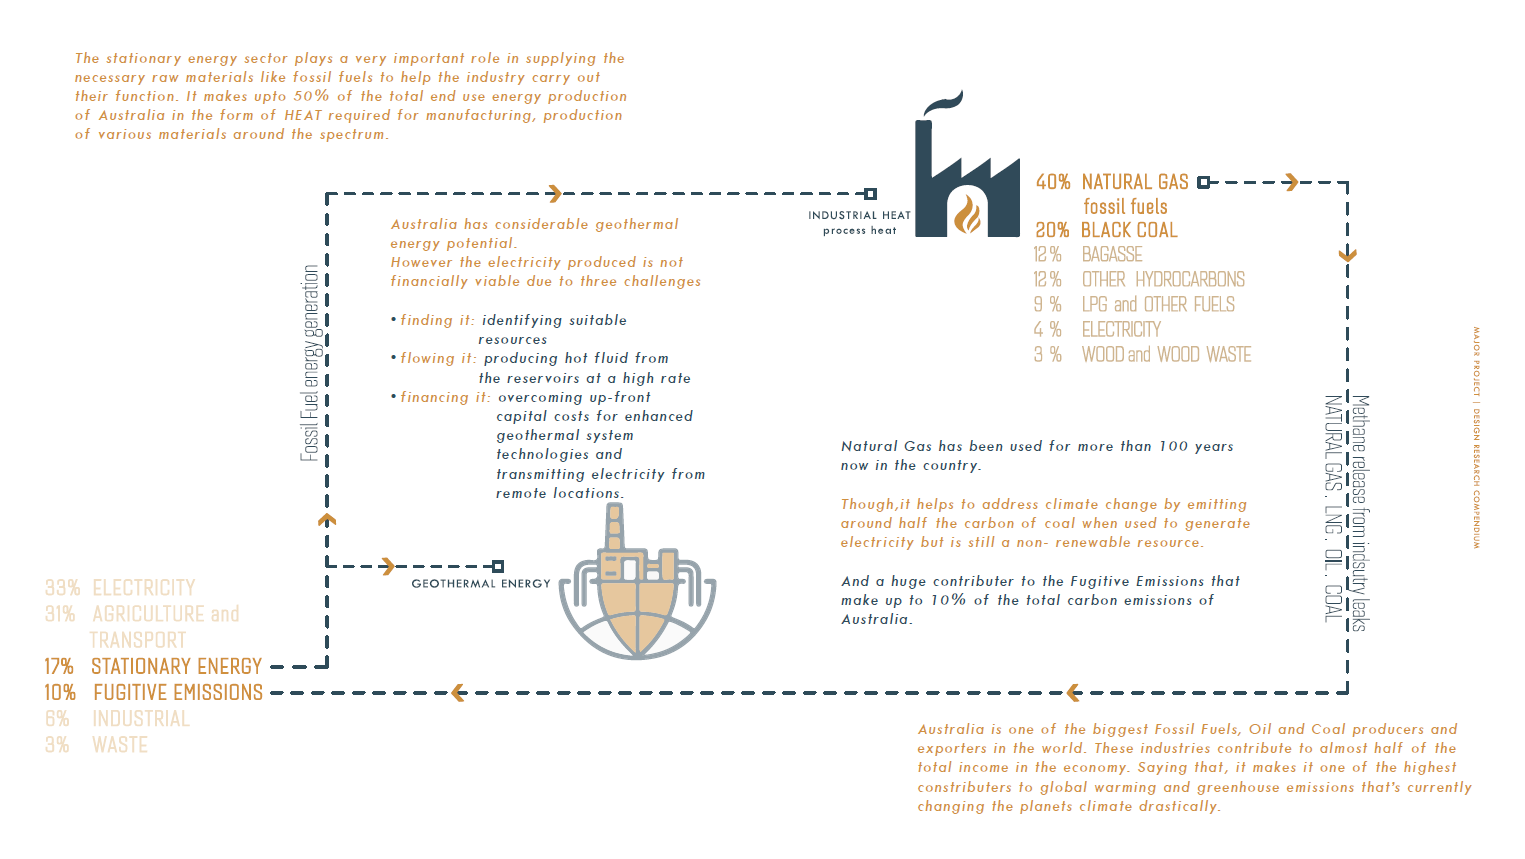 The stationary energy sector plays a very important role in supplying the
necessary raw materials like fossil fuels to help the industry carry out
their function. It makes upto 50% of the total end use energy production
of Australia in the form of HEAT required for manufacturing, production
of various materials around the spectrum.
INDUSTRIAL HEAT
process heat
40% NATURAL GAS
fossil fuels
20% BLACK COAL
12% BAGASSE
12% OTHER HYDROCARBONS
9 % LPG and OTHER FUELS
4 % ELECTRICITY
3 % WOOD and WOOD WASTE
Australia has considerable geothermal
energy potential.
However the electricity produced is not
financially viable due to three challenges
• finding it: identifying suitable
resources
• flowing it: producing hot fluid from
the reservoirs at a high rate
• financing it: overcoming up-front
capital costs for enhanced
geothermal system
technologies and
transmitting electricity from
remote locations.
Fossil Fuel energy generation
GEOTHERMAL ENERGY
Natural Gas has been used for more than 100 years
now in the country.
Though,it helps to address climate change by emitting
around half the carbon of coal when used to generate
electricity but is still a non- renewable resource.
And a huge contributer to the Fugitive Emissions that
make up to 10% of the total carbon emissions of
Australia.
Methane release from indsutry leaks
NATURAL GAS . LNG . OIL . COAL
MAJOR PROJECT | DESIGN RESEARCH COMPENDIUM
33% ELECTRICITY
31% AGRICULTURE and
TRANSPORT
17% STATIONARY ENERGY
10% FUGITIVE EMISSIONS
6% INDUSTRIAL
3% WASTE
Australia is one of the biggest Fossil Fuels, Oil and Coal producers and
exporters in the world. These industries contribute to almost half of the
total income in the economy. Saying that, it makes it one of the highest
constributers to global warming and greenhouse emissions that's currently
changing the planets climate drastically.